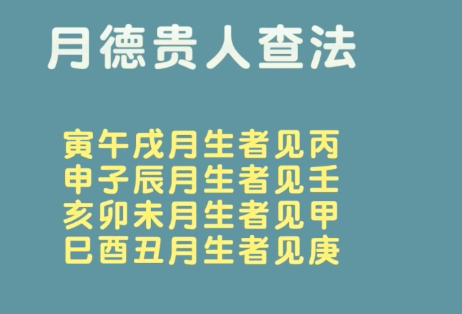 月德贵人查法
寅午戌月生者见丙
申子辰月生者见壬
亥卯未月生者见甲
巳酉丑月生者见庚